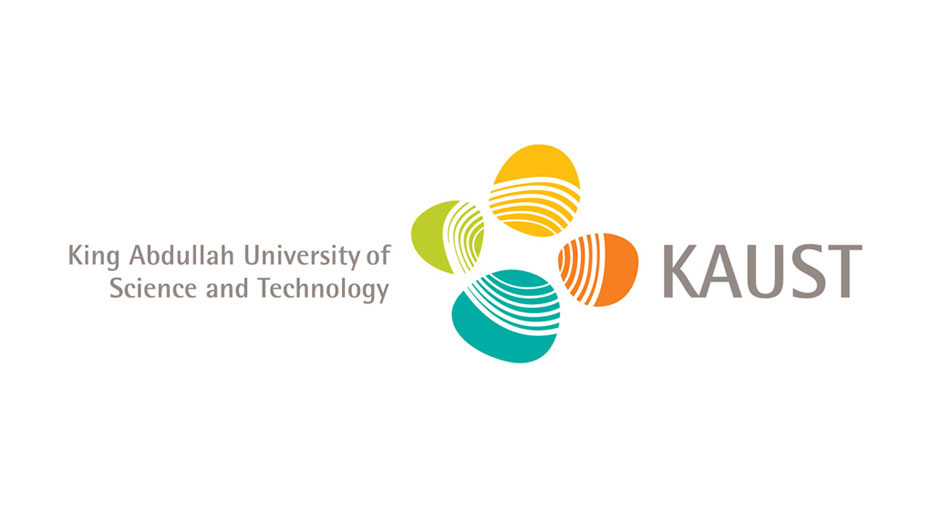 King Abdullah University of
Science and Technology
KAUST